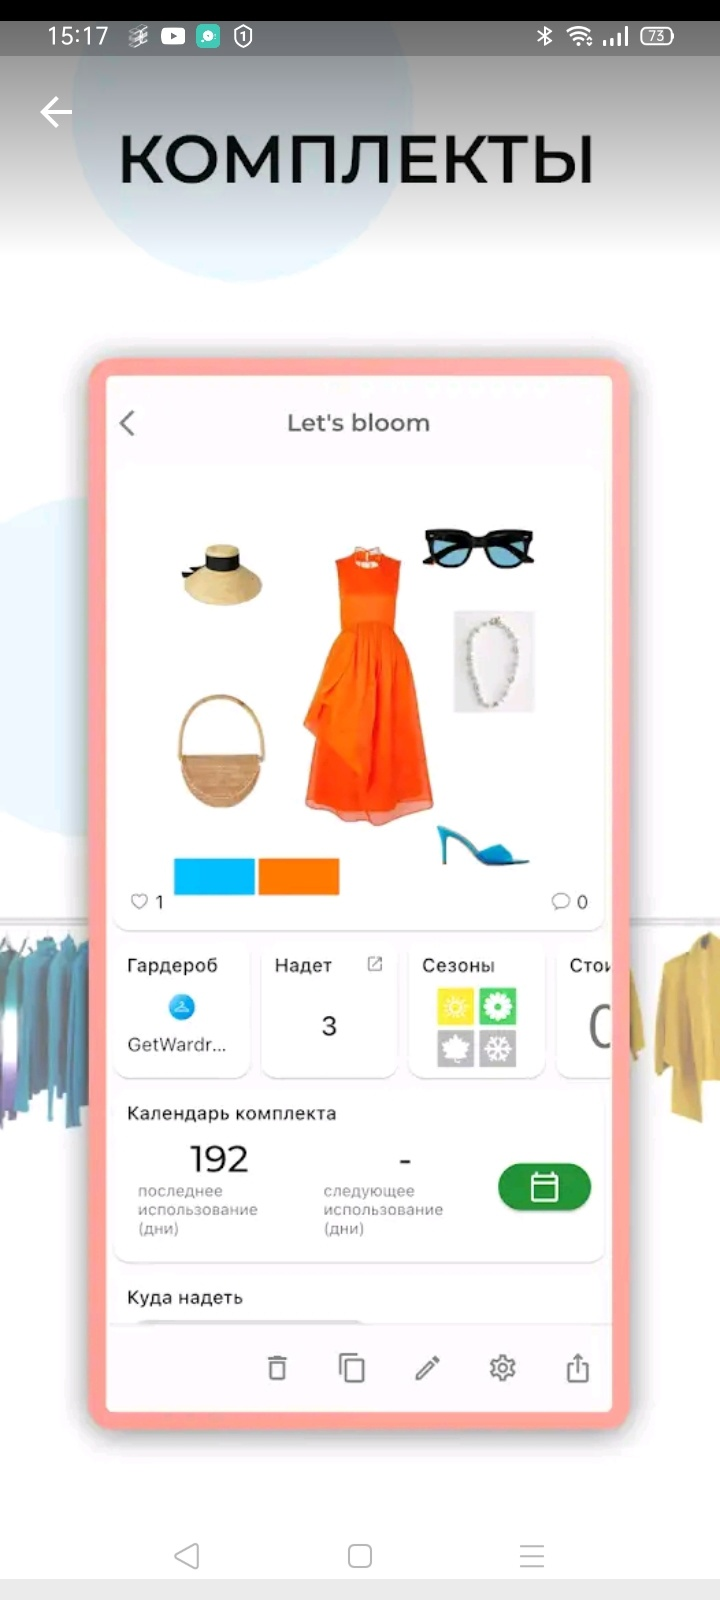 15:17
73
КОМПЛЕКТЫ
Let's bloom
1
0
Гардероб
Надет
Сезоны
GetWardr...
3
0
Календарь комплекта
192
-
последнее
использование
(дни)
следующее
использование
(дни)
Куда надеть